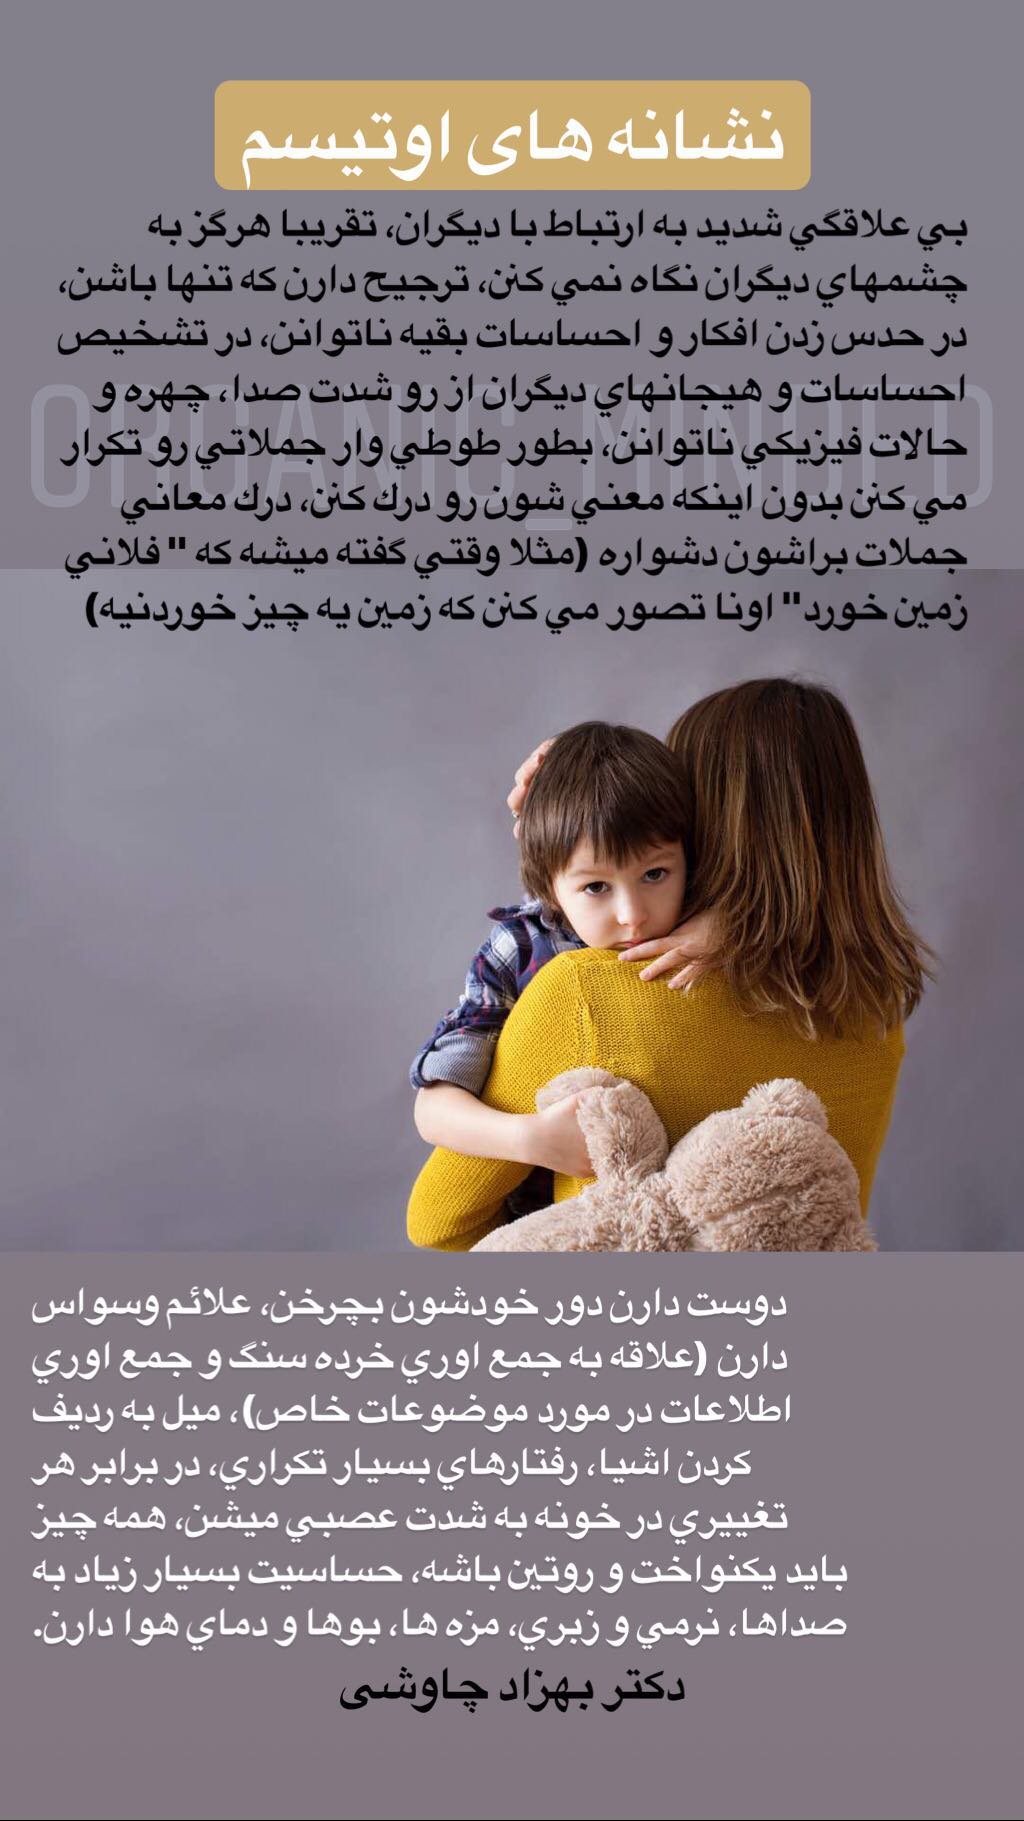 نشانه های اوتیسم
بي علاقگي شديد به ارتباط با ديگران، تقريبا هرگز به
چشمهاي ديگران نگاه نمي كنن، ترجيح دارن كه تنها باشن،
در حدس زدن افكار و احساسات بقيه ناتوانن، در تشخيص
احساسات و هيجانهاي ديگران از رو شدت صدا، چهره و
حالات فيزيكي ناتوانن، بطور طوطي وار جملاتي رو تكرار
مي كنن بدون اينكه معني شون رو درك كنن، درك معاني
جملات براشون دشواره (مثلا وقتي گفته ميشه كه " فلاني
زمين خورد" اونا تصور مي كنن كه زمين يه چيز خوردنيه)
ORGANIC_MINDED
دوست دارن دور خودشون بچرخن، علائم وسواس
دارن (علاقه به جمع اوري خرده سنگ و جمع اوري
اطلاعات در مورد موضوعات خاص)، ميل به رديف
كردن اشيا، رفتارهاي بسيار تكراري، در برابر هر
تغييري در خونه به شدت عصبي ميشن، همه چيز
بايد يكنواخت و روتين باشه، حساسيت بسيار زياد به
صداها، نرمي و زبري، مزه ها، بوها و دماي هوا دارن.
دکتر بهزاد چاوشی